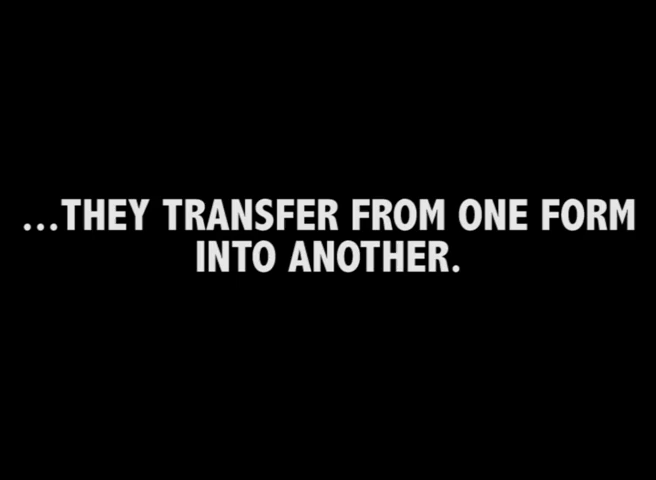 ...THEY TRANSFER FROM ONE FORM
INTO ANOTHER.